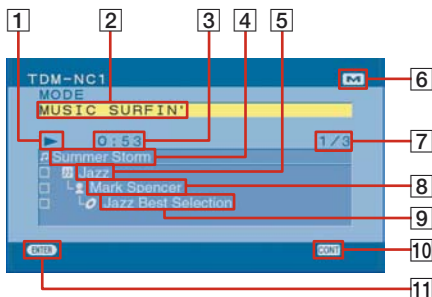 1 2 3 4 5
TDM-NC1
M 6
MODE
MUSIC SURFIN'
0:53 1/3 7
Summer Storm
Jazz
Mark Spencer 8
Jazz Best Selection 9
ENTER CONT 10
11